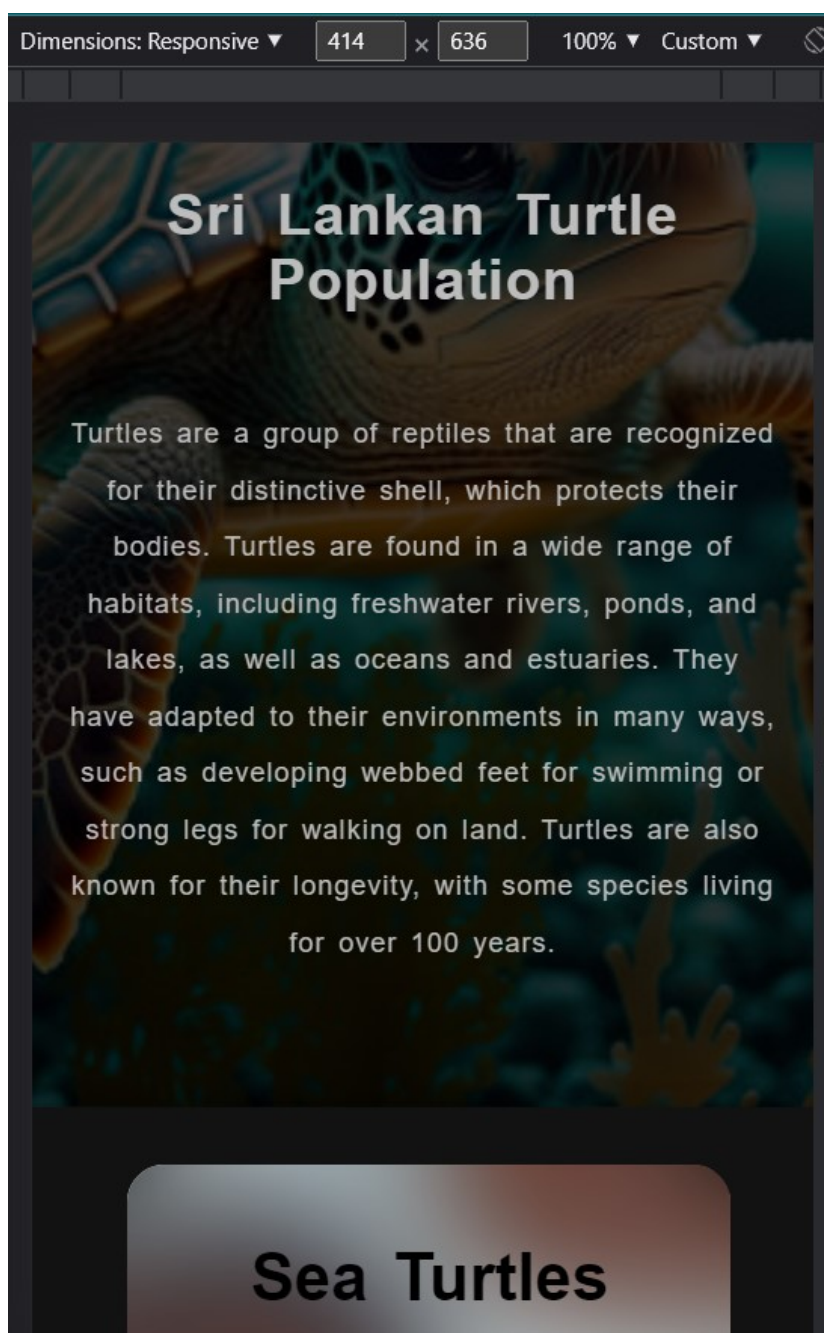 Dimensions: Responsive ▼ 414 × 636 100% ▼ Custom ▼
Sri Lankan Turtle
Population
Turtles are a group of reptiles that are recognized
for their distinctive shell, which protects their
bodies. Turtles are found in a wide range of
habitats, including freshwater rivers, ponds, and
lakes, as well as oceans and estuaries. They
have adapted to their environments in many ways,
such as developing webbed feet for swimming or
strong legs for walking on land. Turtles are also
known for their longevity, with some species living
for over 100 years.
Sea Turtles